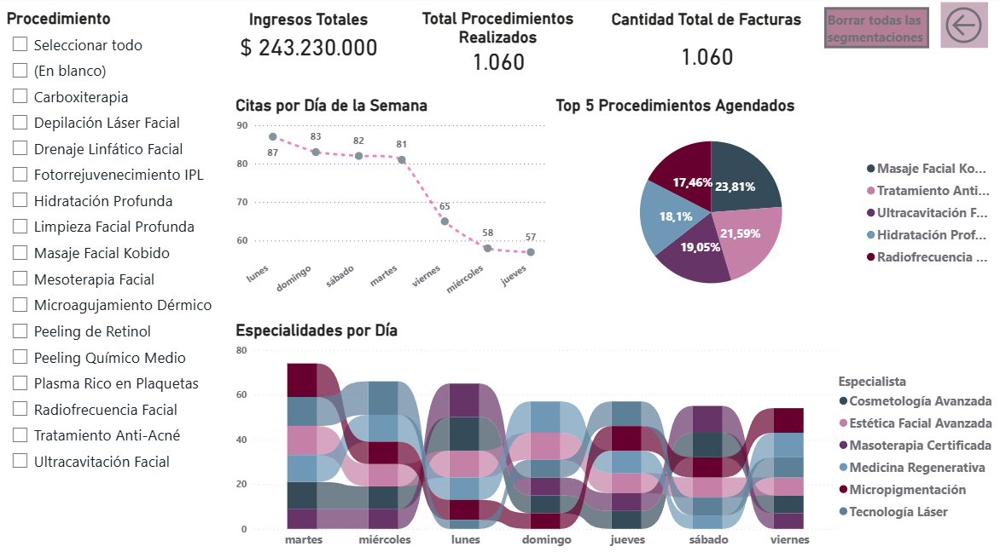 Procedimiento
Seleccionar todo
(En blanco)
Carboxiterapia
Depilación Láser Facial
Drenaje Linfático Facial
Fotorrejuvenecimiento IPL
Hidratación Profunda
Limpieza Facial Profunda
Masaje Facial Kobido
Mesoterapia Facial
Microagujamiento Dérmico
Peeling de Retinol
Peeling Químico Medio
Plasma Rico en Plaquetas
Radiofrecuencia Facial
Tratamiento Anti-Acné
Ultracavitación Facial
Ingresos Totales
$ 243.230.000
Total Procedimientos
Realizados
1.060
Cantidad Total de Facturas
1.060
Borrar todas las
segmentaciones
Citas por Día de la Semana
90
80
70
60
87
83
82
81
65
58
57
lunes
domingo
sábado
martes
viernes
miércoles
jueves
Top 5 Procedimientos Agendados
23,81%
21,59%
19,05%
18,1%
17,46%
Masaje Facial Ko...
Tratamiento Anti...
Ultracavitación F...
Hidratación Prof...
Radiofrecuencia ...
Especialidades por Día
80
60
40
20
0
martes
miércoles
lunes
domingo
jueves
sábado
viernes
Especialista
Cosmetología Avanzada
Estética Facial Avanzada
Masoterapia Certificada
Medicina Regenerativa
Micropigmentación
Tecnología Láser